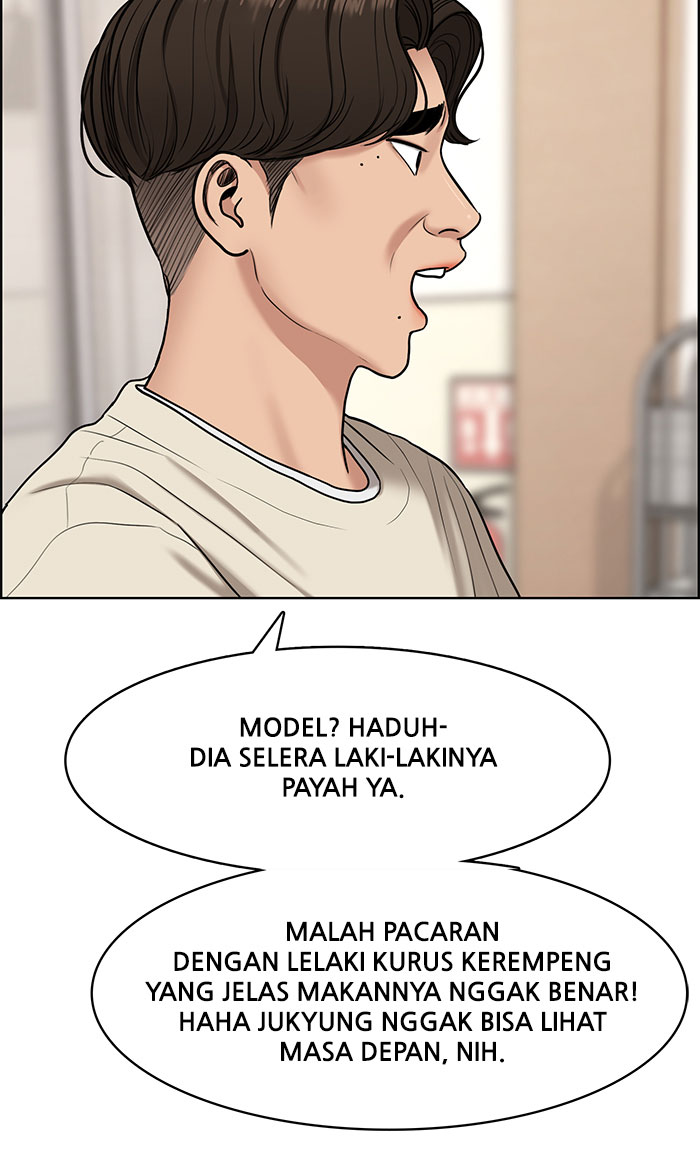 MODEL? HADUH-
DIA SELERA LAKI-LAKINYA
PAYAH YA.
MALAH PACARAN
DENGAN LELAKI KURUS KEREMPENG
YANG JELAS MAKANNYA NGGAK BENAR!
HAHA JUKYUNG NGGAK BISA LIHAT
MASA DEPAN, NIH.